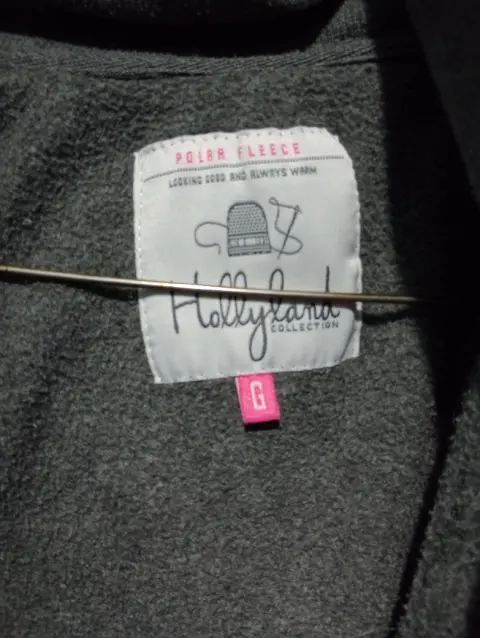 POLAR FLEECE
LOOKING GOOD AND ALWAYS WARM
Hollyland
COLLECTION
G